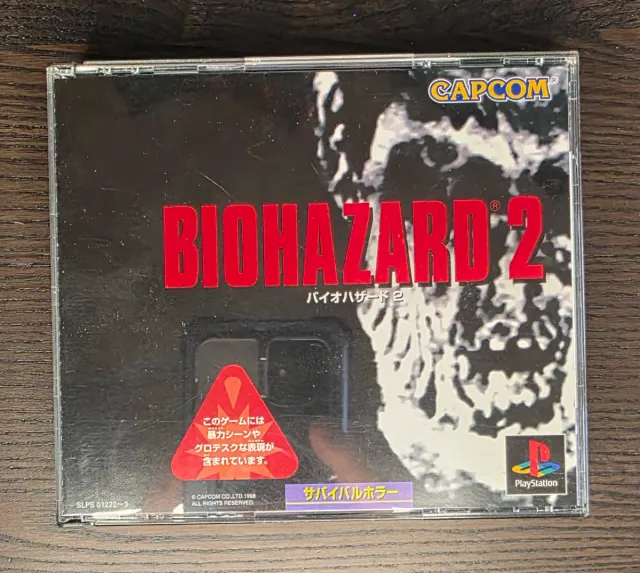 CAPCOM®
BIOHAZARD® 2
バイオハザード 2
このゲームには
暴力シーンや
グロテスクな表現が
含まれています。
SLPS 01222~3
© CAPCOM CO.,LTD.1998
ALL RIGHTS RESERVED.
サバイバルホラー
PlayStation